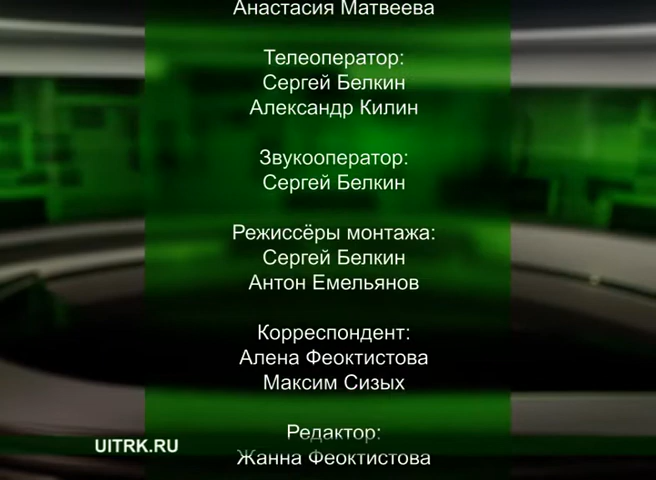 Анастасия Матвеева
Телеоператор:
Сергей Белкин
Александр Килин
Звукооператор:
Сергей Белкин
Режиссёры монтажа:
Сергей Белкин
Антон Емельянов
Корреспондент:
Алена Феоктистова
Максим Сизых
Редактор:
Жанна Феоктистова
UITRK.RU